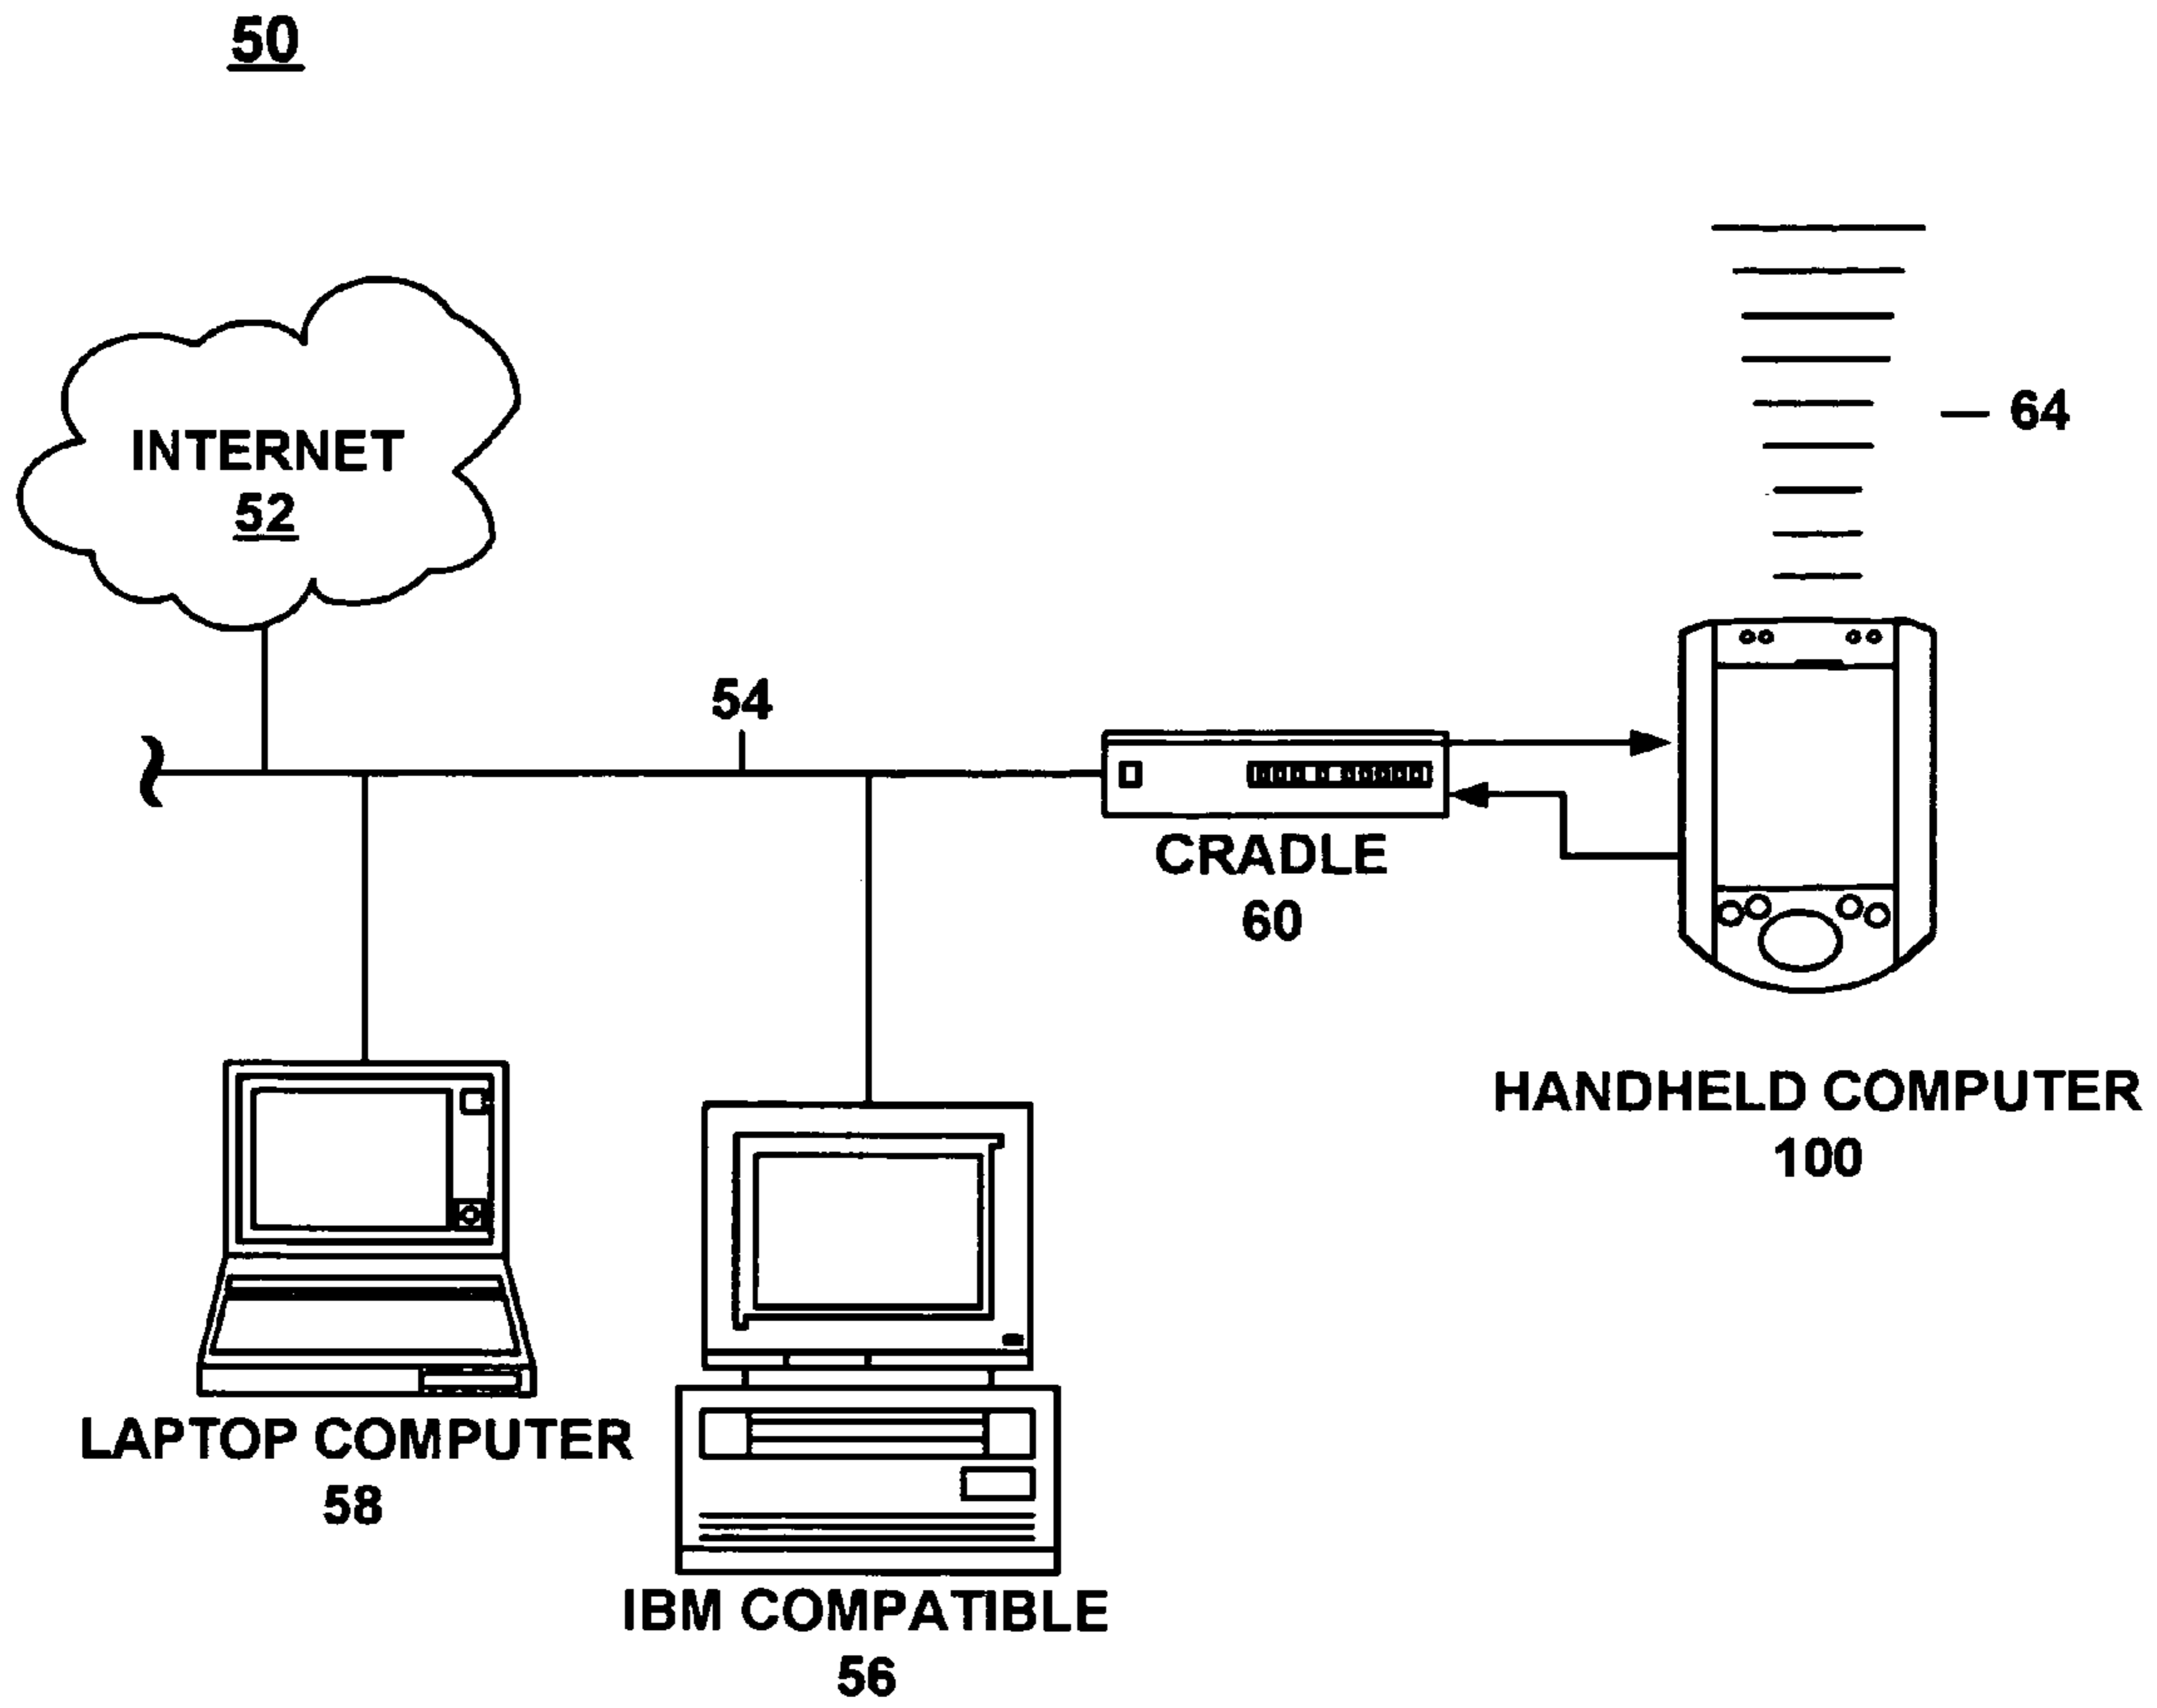 50
INTERNET
52
64
54
CRADLE
60
HANDHELD COMPUTER
100
LAPTOP COMPUTER
58
IBM COMPATIBLE
56